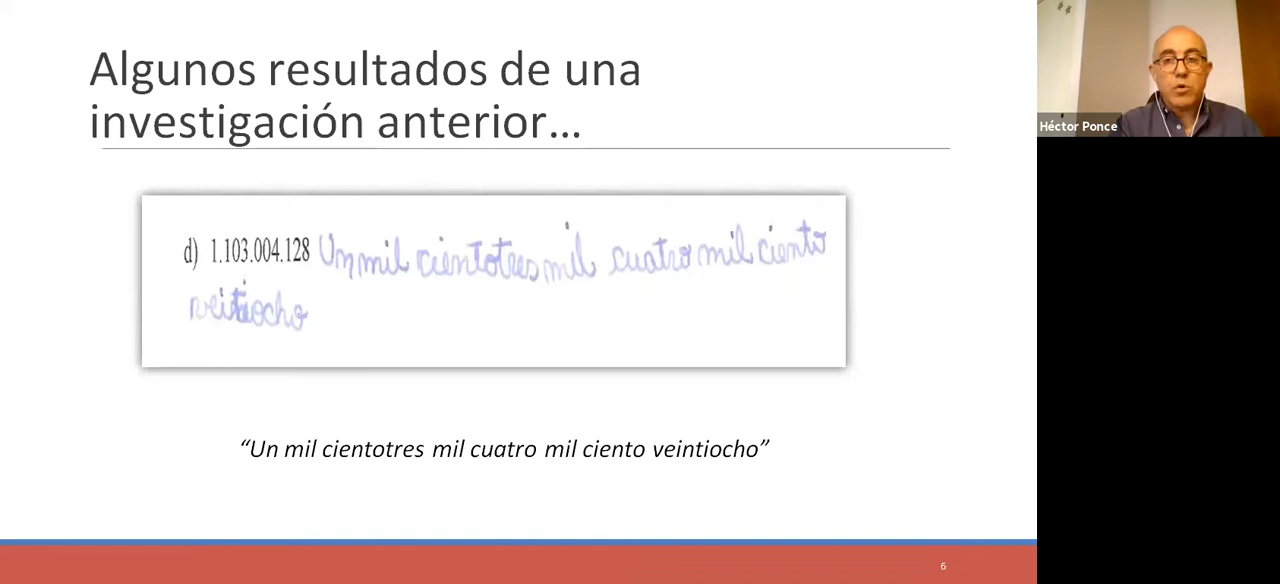 Algunos resultados de una
investigación anterior...
d) 1.103.004.128 Un mil cientotres mil cuatro mil ciento
veitiocho
“Un mil cientotres mil cuatro mil ciento veintiocho”
6
Héctor Ponce